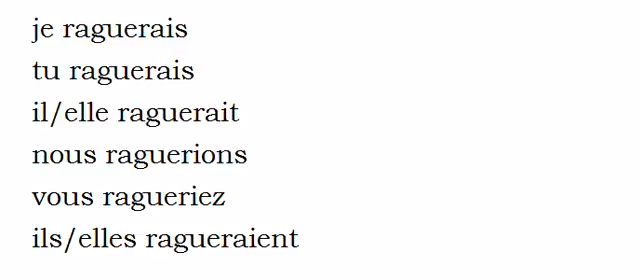 je raguerais
tu raguerais
il/elle raguerait
nous raguerions
vous ragueriez
ils/elles ragueraient